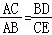 AC/AB = BD/CE